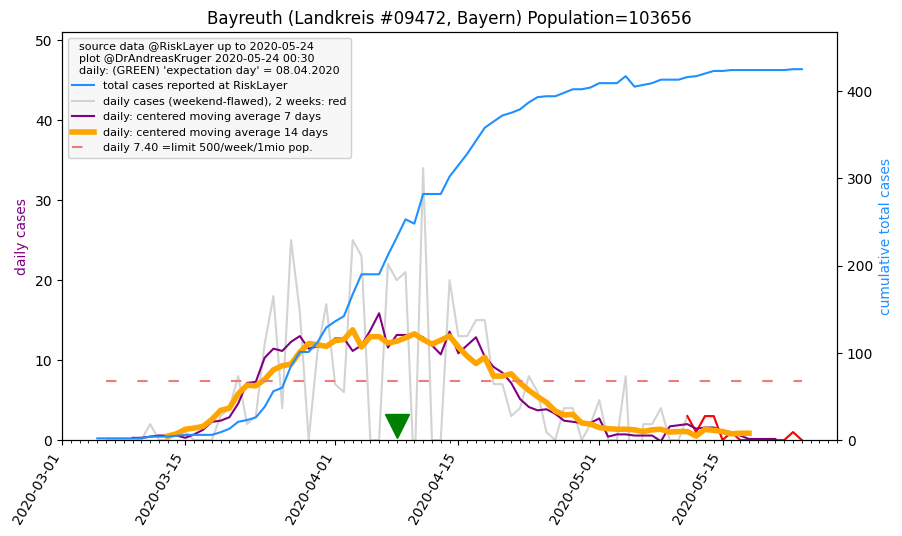 Bayreuth (Landkreis #09472, Bayern) Population=103656
source data @RiskLayer up to 2020-05-24
plot @DrAndreasKruger 2020-05-24 00:30
daily: (GREEN) 'expectation day' = 08.04.2020
total cases reported at RiskLayer
daily cases (weekend-flawed), 2 weeks: red
daily: centered moving average 7 days
daily: centered moving average 14 days
daily 7.40 =limit 500/week/1mio pop.
daily cases
50
40
30
20
10
0
cumulative total cases
400
300
200
100
0
2020-03-01
2020-03-15
2020-04-01
2020-04-15
2020-05-01
2020-05-15